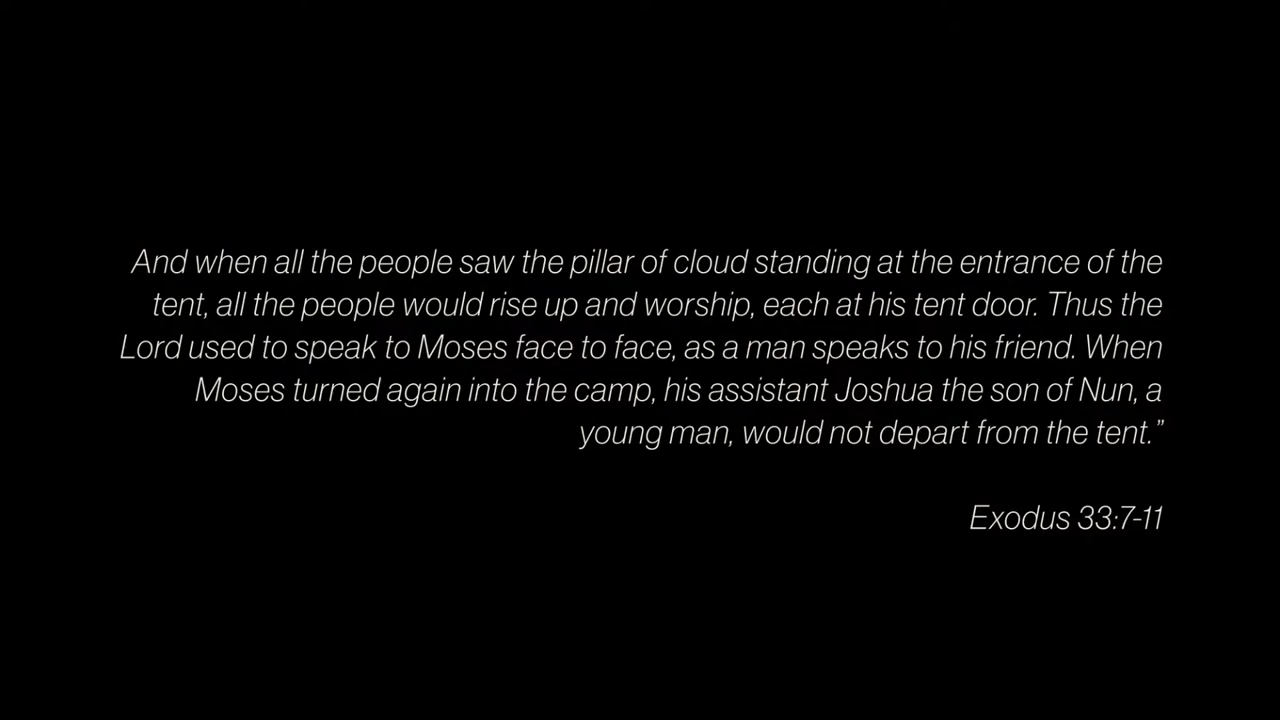 And when all the people saw the pillar of cloud standing at the entrance of the
tent, all the people would rise up and worship, each at his tent door. Thus the
Lord used to speak to Moses face to face, as a man speaks to his friend. When
Moses turned again into the camp, his assistant Joshua the son of Nun, a
young man, would not depart from the tent.”
Exodus 33:7-11